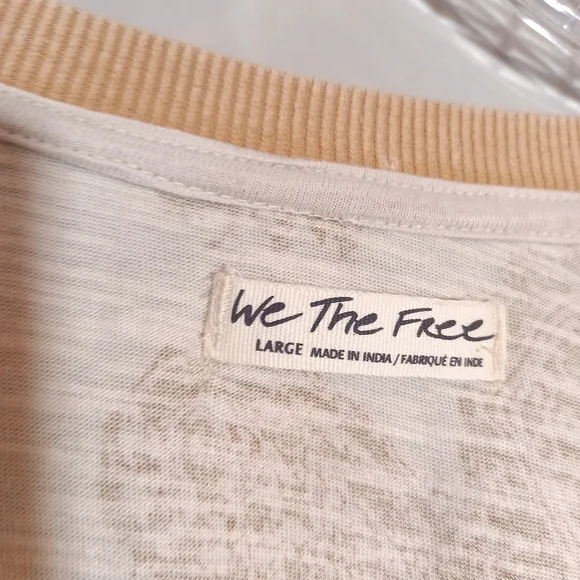 We The Free
LARGE MADE IN INDIA / FABRIQUÉ EN INDE